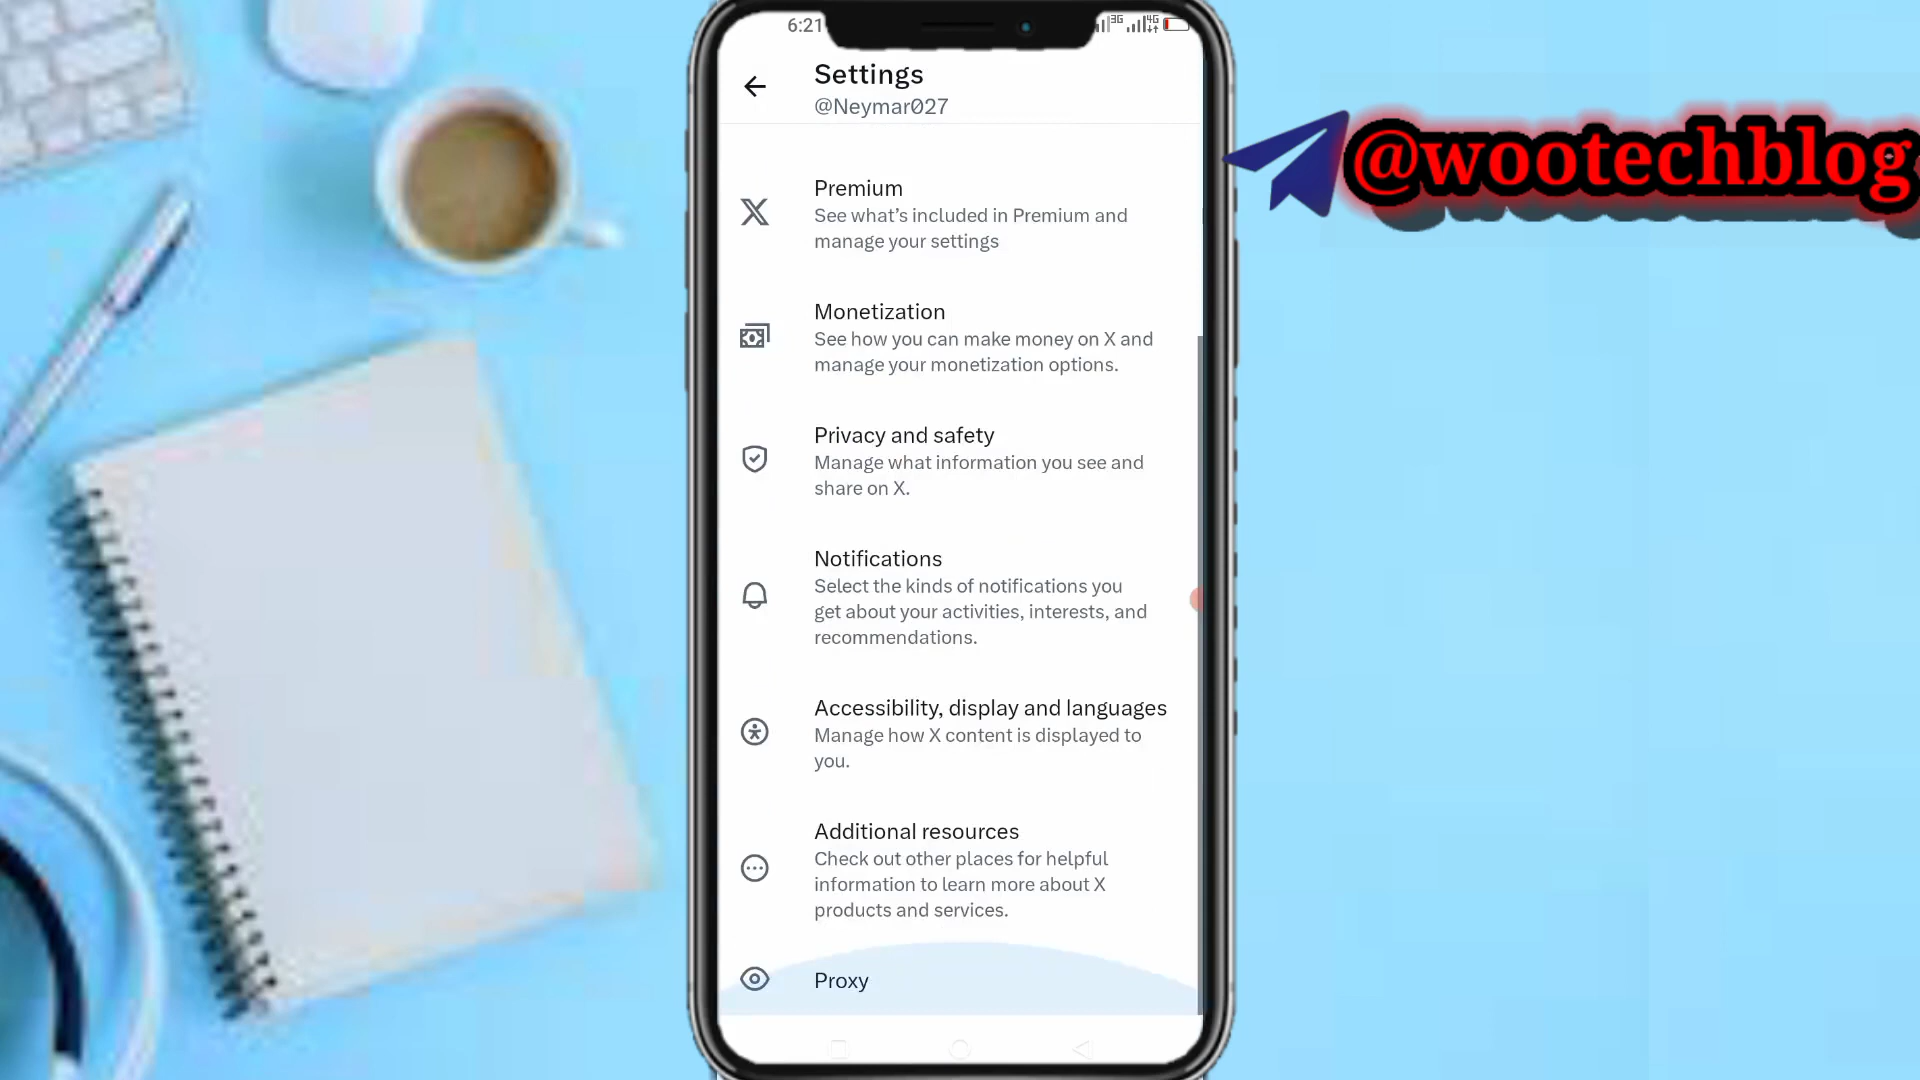 6:21
3G
4G
Settings
@Neymar027
@wootechblog
Premium
See what's included in Premium and
manage your settings
Monetization
See how you can make money on X and
manage your monetization options.
Privacy and safety
Manage what information you see and
share on X.
Notifications
Select the kinds of notifications you
get about your activities, interests, and
recommendations.
Accessibility, display and languages
Manage how X content is displayed to
you.
Additional resources
Check out other places for helpful
information to learn more about X
products and services.
Proxy